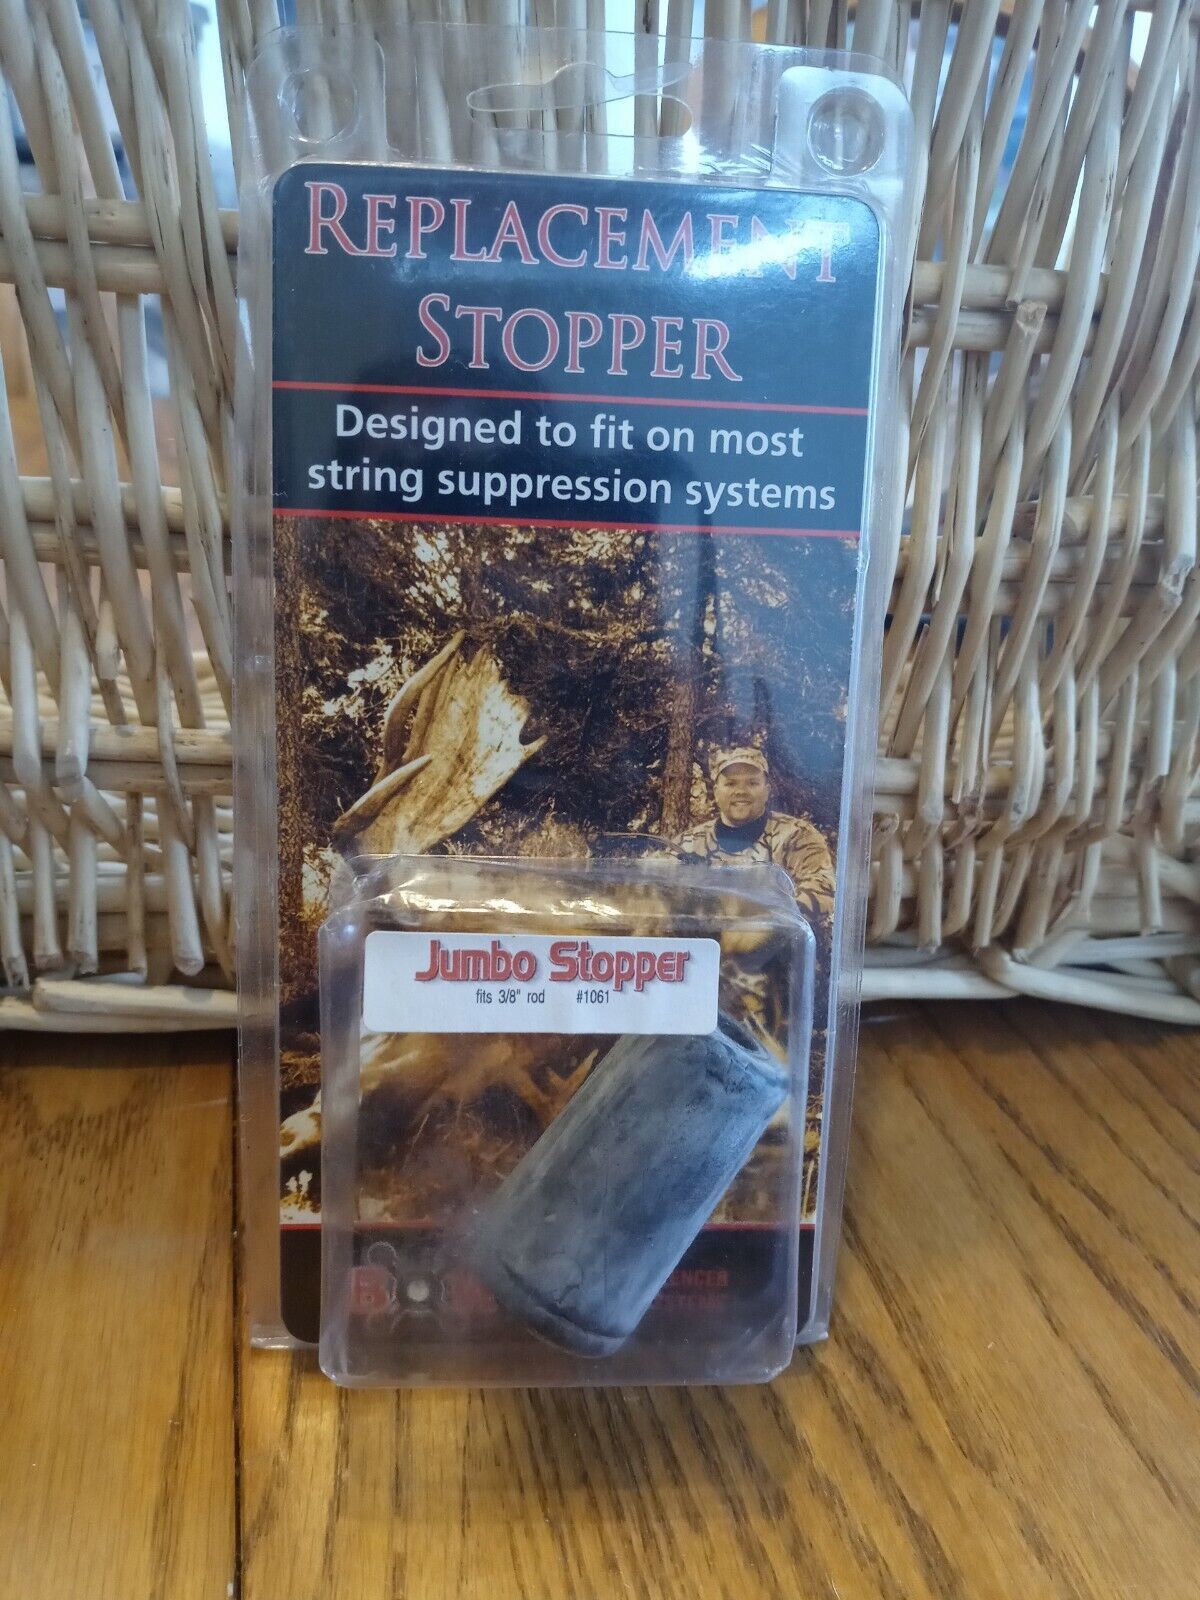 REPLACEMENT
STOPPER
Designed to fit on most
string suppression systems
Jumbo Stopper
fits 3/8" rod #1061